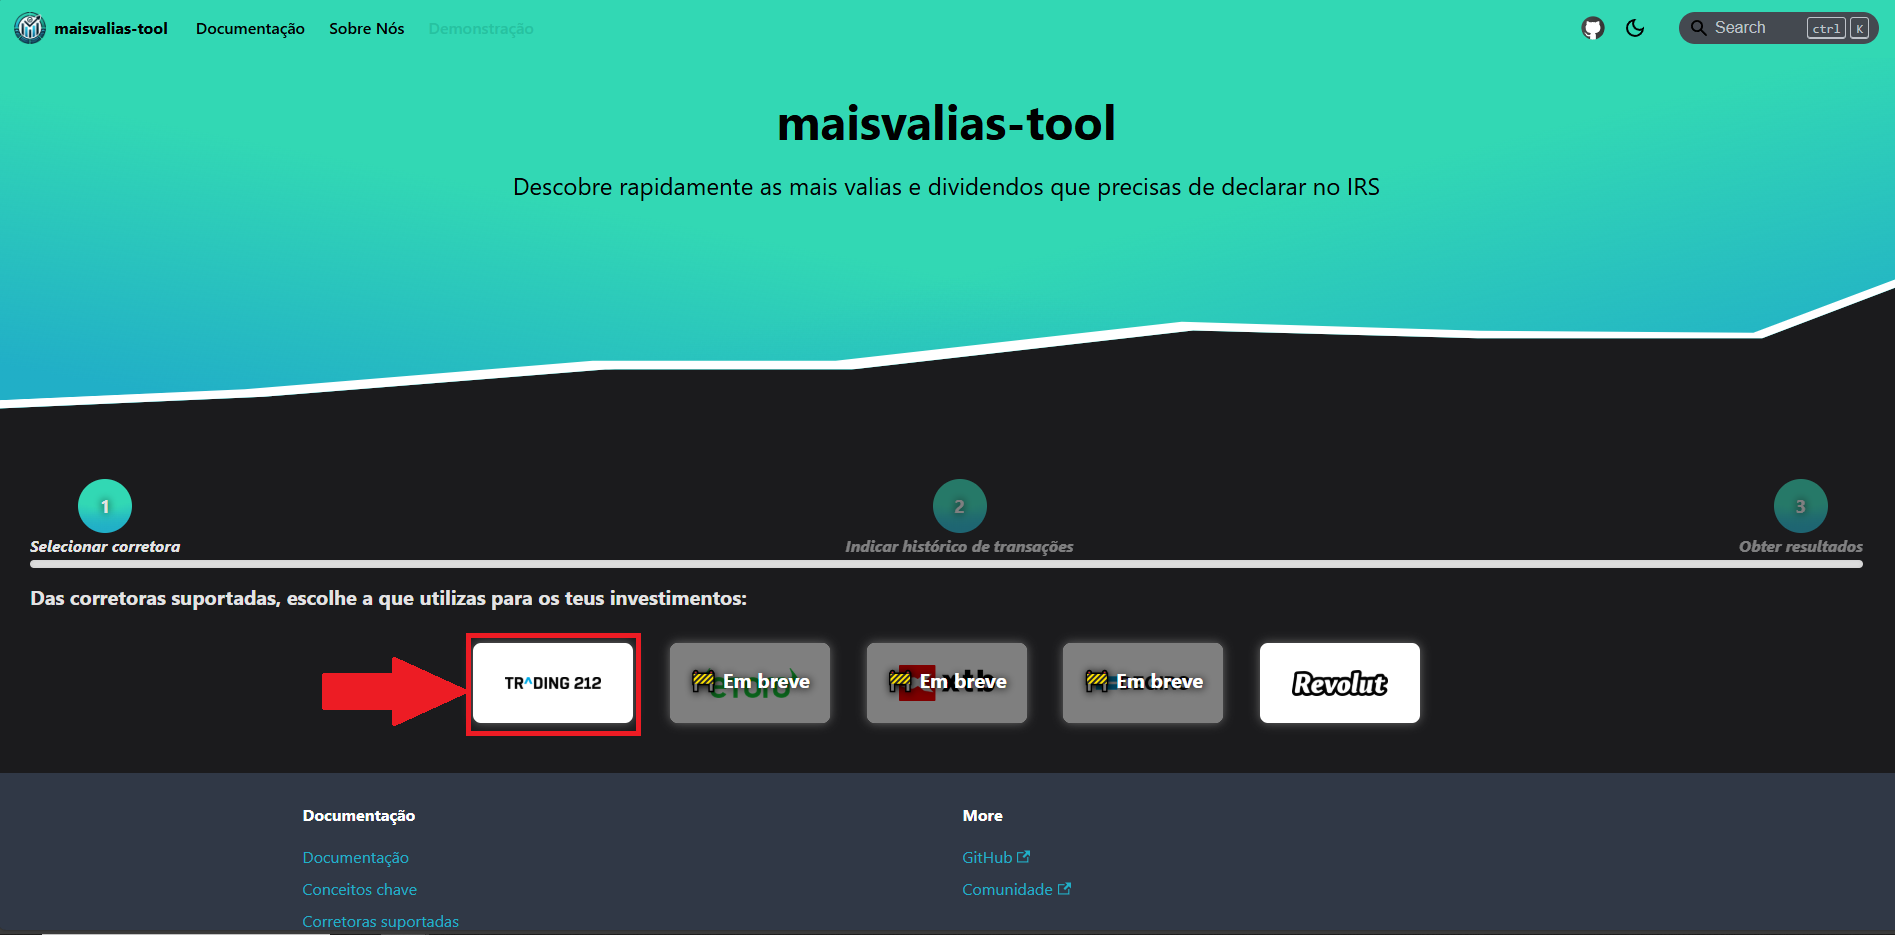 maisvalias-tool Documentação Sobre Nós Demonstração Search ctrl K
maisvalias-tool
Descobre rapidamente as mais valias e dividendos que precisas de declarar no IRS
1 2 3
Selecionar corretora Indicar histórico de transações Obter resultados
Das corretoras suportadas, escolhe a que utilizas para os teus investimentos:
TRADING 212 Em breve Em breve xtb Em breve Revolut
Documentação More
Documentação GitHub
Conceitos chave Comunidade
Corretoras suportadas